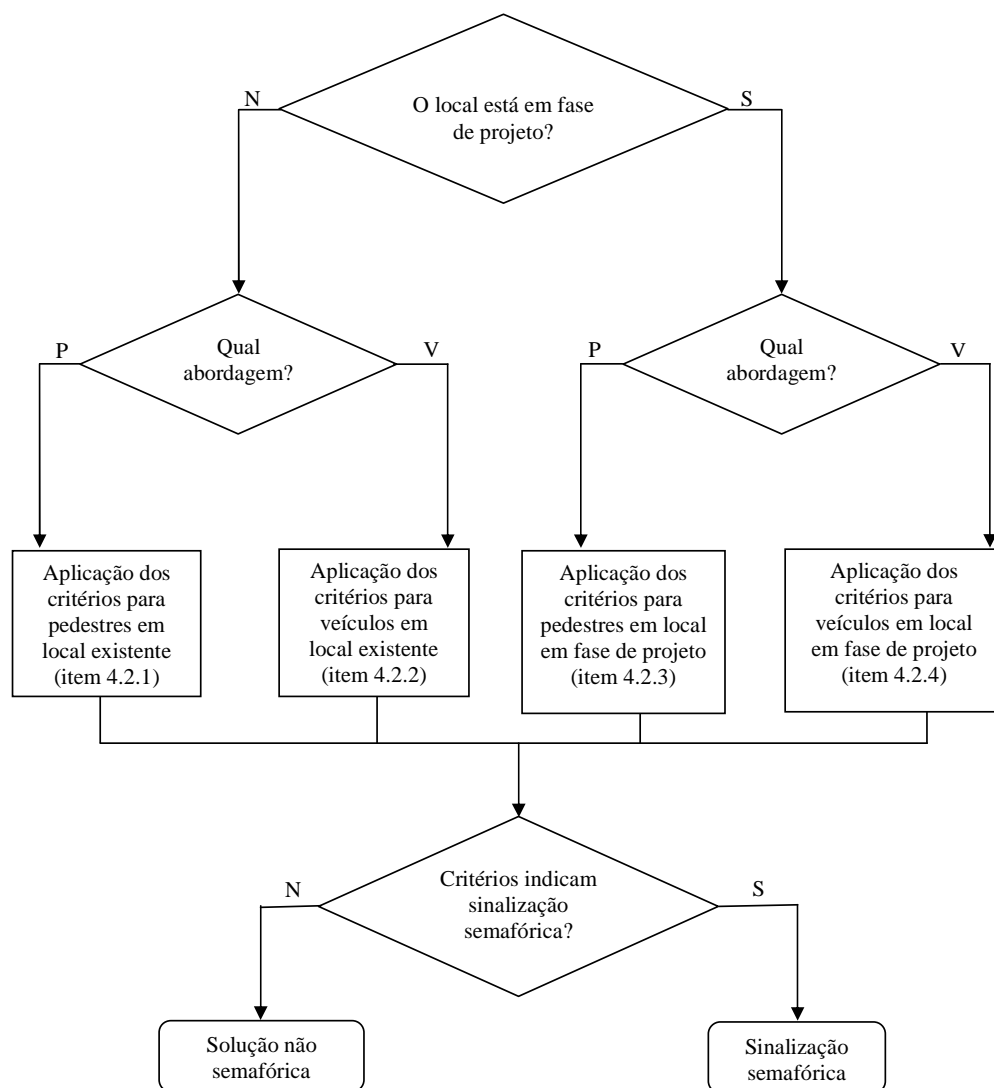 N
S
O local está em fase
de projeto?
P
Qual
abordagem?
V
P
Qual
abordagem?
V
Aplicação dos
critérios para
pedestres em
local existente
(item 4.2.1)
Aplicação dos
critérios para
veículos em
local existente
(item 4.2.2)
Aplicação dos
critérios para
pedestres em local
em fase de projeto
(item 4.2.3)
Aplicação dos
critérios para
veículos em local
em fase de projeto
(item 4.2.4)
N
Critérios indicam
sinalização
semafórica?
S
Solução não
semafórica
Sinalização
semafórica